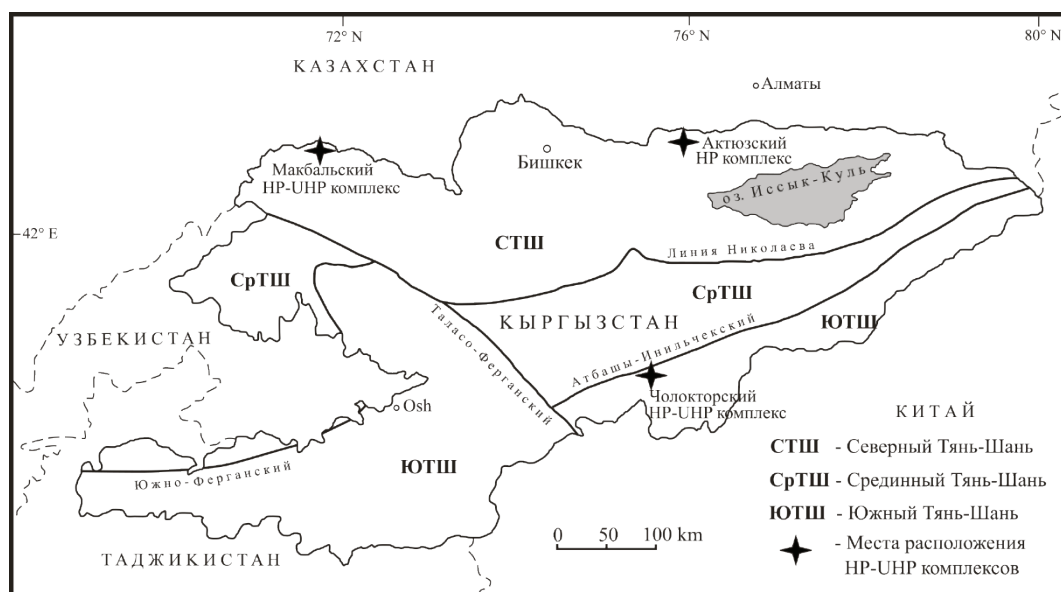 72° N
76° N
80° N
КАЗАХСТАН
Алматы
Бишкек
Актюзский
HP комплекс
Макбальский
HP-UHP комплекс
оз. Иссык-Куль
42° E
СТШ
Линия Николаева
СрТШ
СрТШ
КЫРГЫЗСТАН
ЮТШ
УЗБЕКИСТАН
Таласо-Ферганский
Атбашы-Инильчекский
Чолокторский
HP-UHP комплекс
Osh
КИТАЙ
ЮТШ
Южно-Ферганский
СТШ - Северный Тянь-Шань
СрТШ - Срединный Тянь-Шань
ЮТШ - Южный Тянь-Шань
- Места расположения
HP-UHP комплексов
0 50 100 km
ТАДЖИКИСТАН